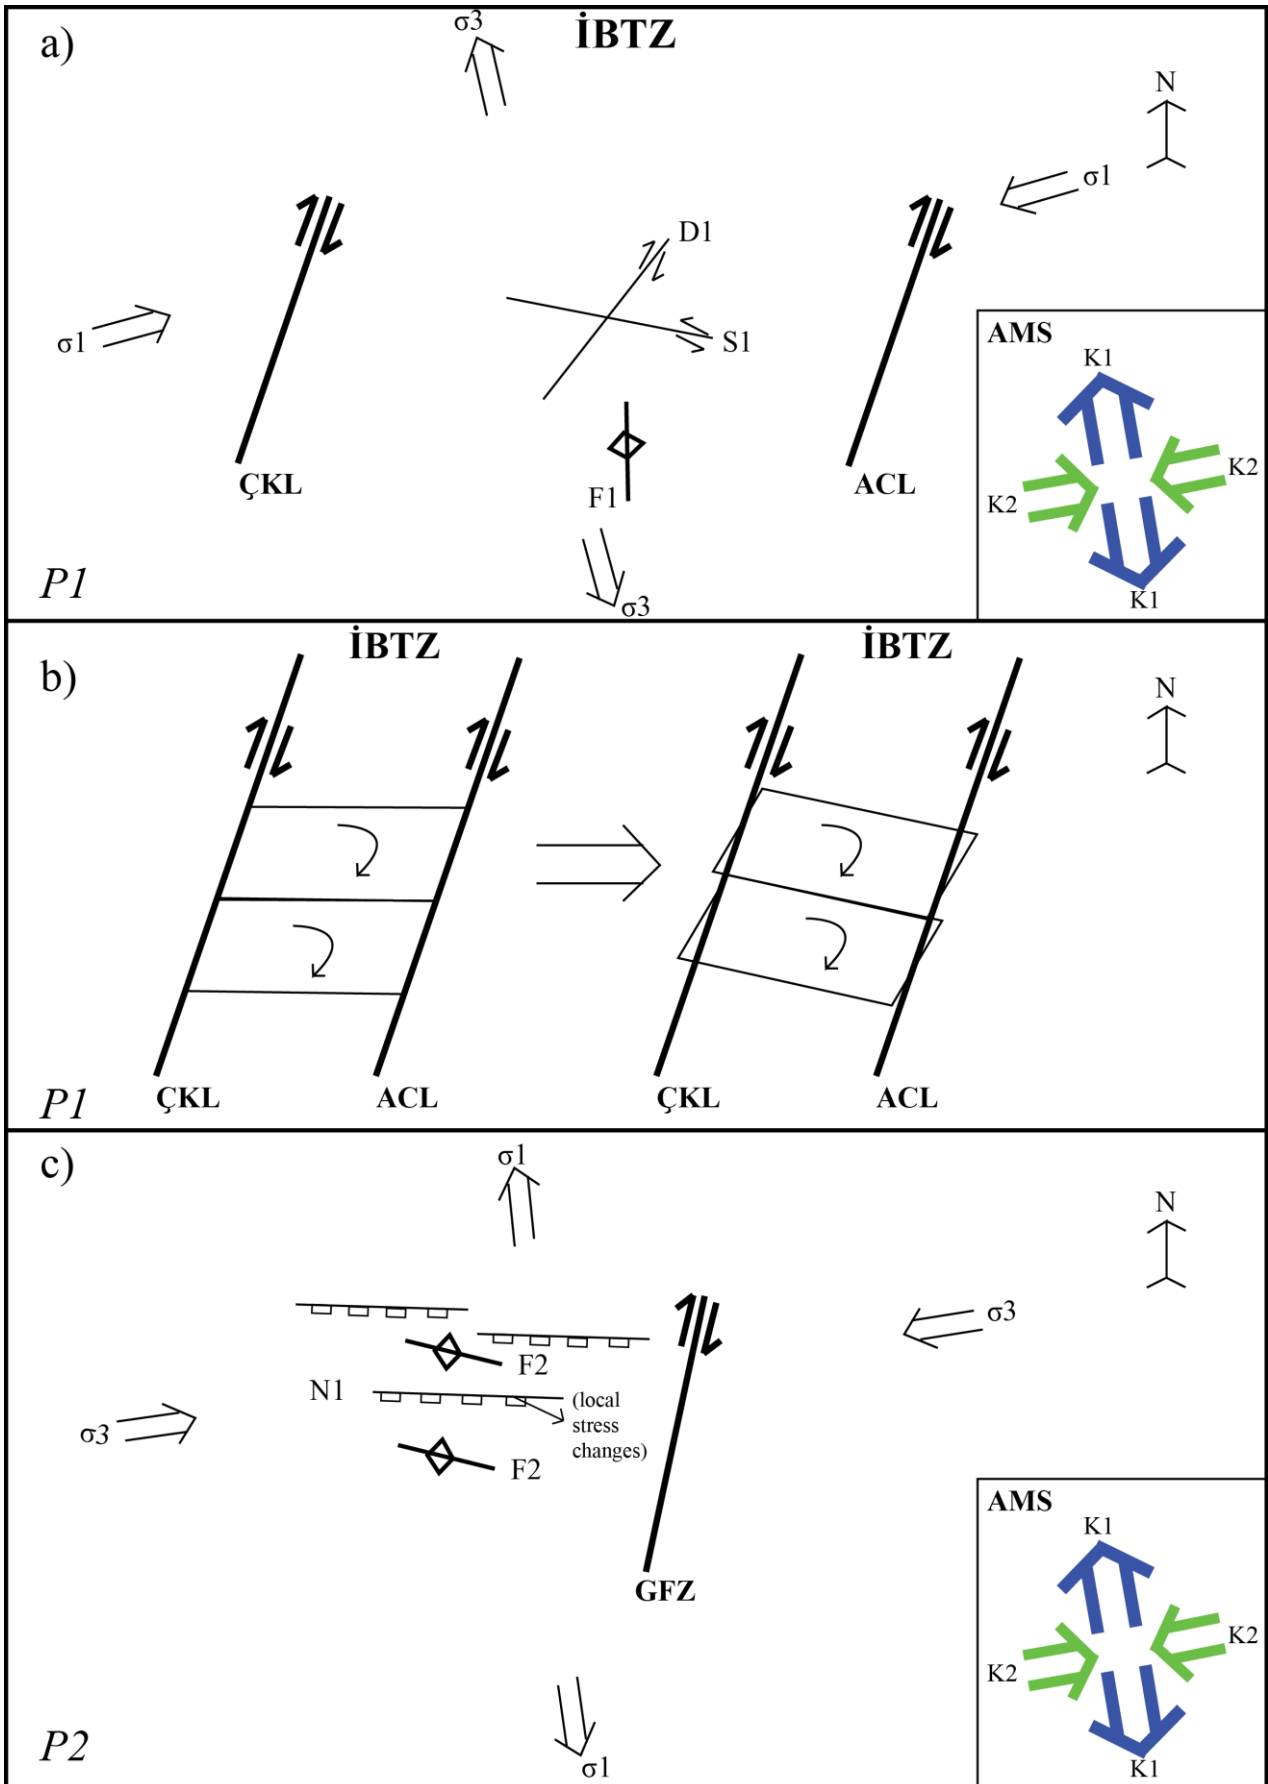 a)
σ3
İBTZ
N
σ1
D1
σ1
S1
AMS
K1
K2
K2
K1
ÇKL
F1
ACL
σ3
P1
b)
İBTZ
İBTZ
N
ÇKL
ACL
ÇKL
ACL
P1
c)
σ1
N
σ3
F2
N1
(local
stress
changes)
σ3
F2
GFZ
AMS
K1
K2
K2
K1
σ1
P2